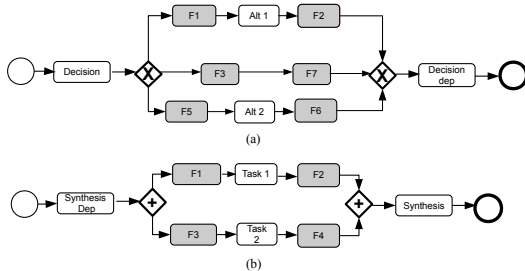 F1 Alt 1 F2
Decision X F3 F7 X Decision
dep
F5 Alt 2 F6
(a)
F1 Task 1 F2
Synthesis
Dep + + Synthesis
F3 Task
2 F4
(b)